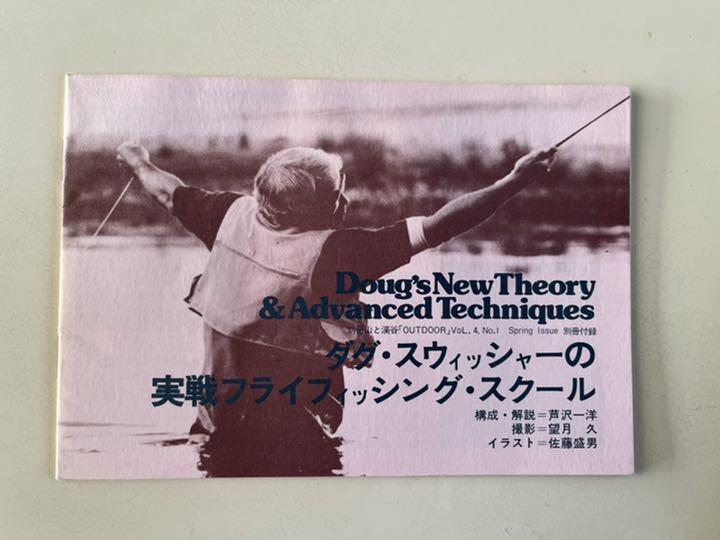 Doug's New Theory
& Advanced Techniques
別冊山と溪谷「OUTDOOR」VoL. 4, No.1 Spring Issue 別冊付録
ダグ・スウィッシャーの
実戦フライフィッシング・スクール
構成・解説＝芦沢一洋
撮影＝望月 久
イラスト＝佐藤盛男